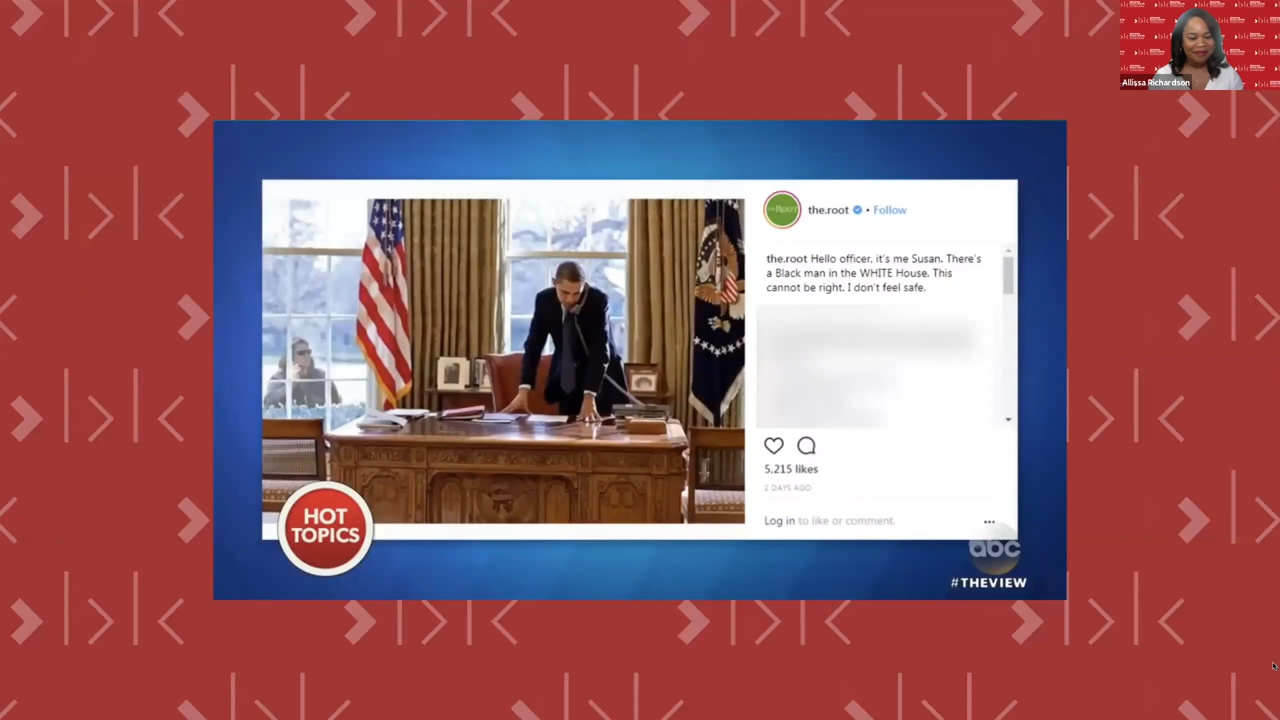 Allissa Richardson
the.root • Follow
the.root Hello officer, it's me Susan. There's
a Black man in the WHITE House. This
cannot be right. I don't feel safe.
5,215 likes
2 DAYS AGO
Log in to like or comment.
HOT
TOPICS
abc
#THEVIEW